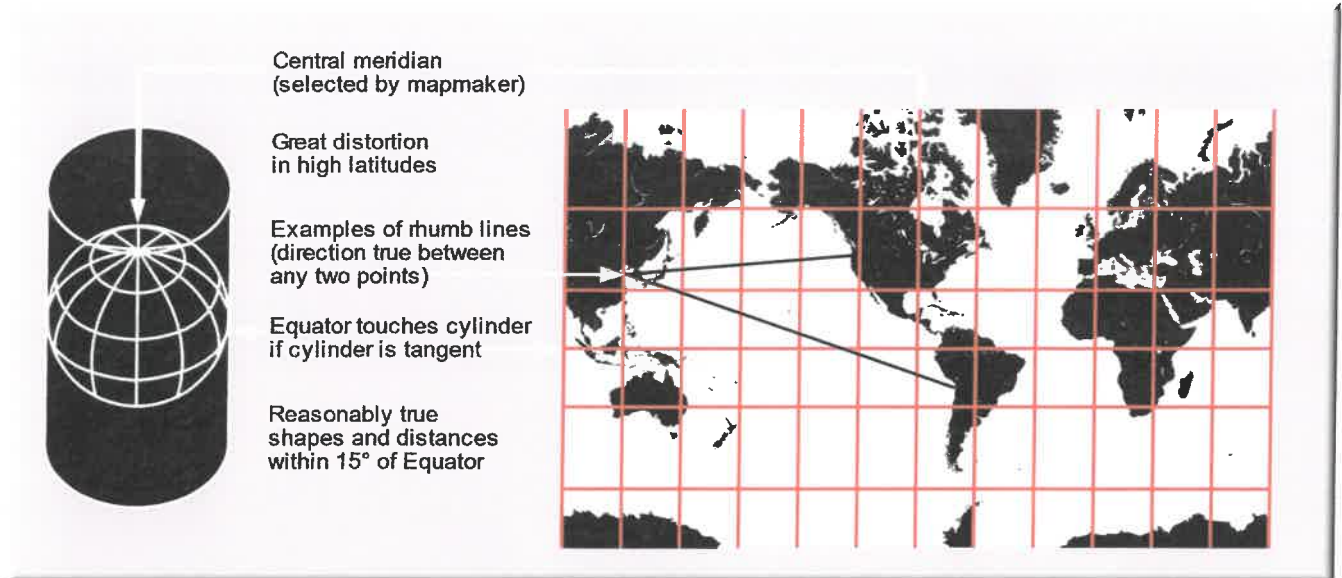 Central meridian
(selected by mapmaker)
Great distortion
in high latitudes
Examples of rhumb lines
(direction true between
any two points)
Equator touches cylinder
if cylinder is tangent
Reasonably true
shapes and distances
within 15° of Equator